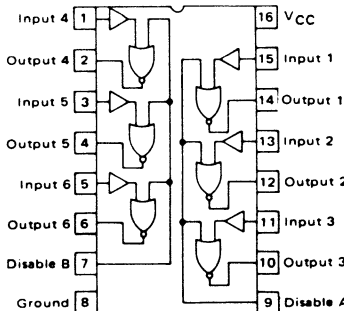 Input 4 1
16 VCC
Output 4 2
15 Input 1
Input 5 3
14 Output 1
Output 5 4
13 Input 2
Input 6 5
12 Output 2
Output 6 6
11 Input 3
Disable B 7
10 Output 3
Ground 8
9 Disable A